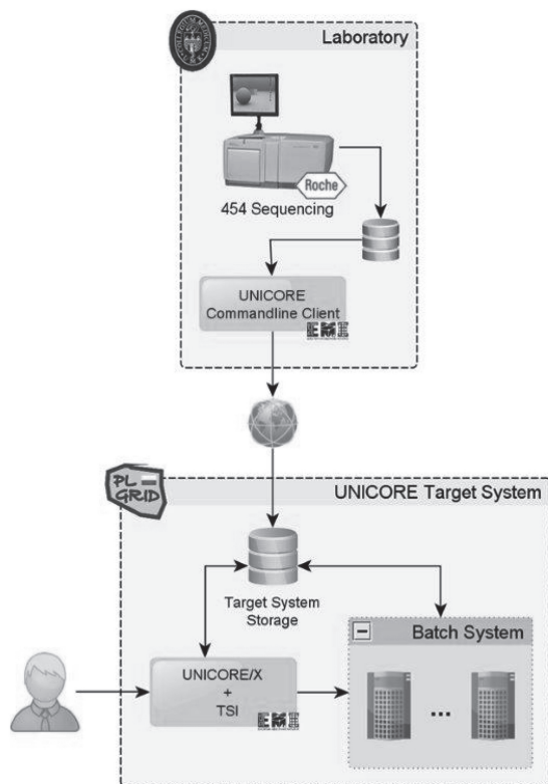 Laboratory
Roche
454 Sequencing
UNICORE
Commandline Client
EMI
PL
GRID
UNICORE Target System
Target System
Storage
Batch System
UNICORE/X
+
TSI
...
EMI